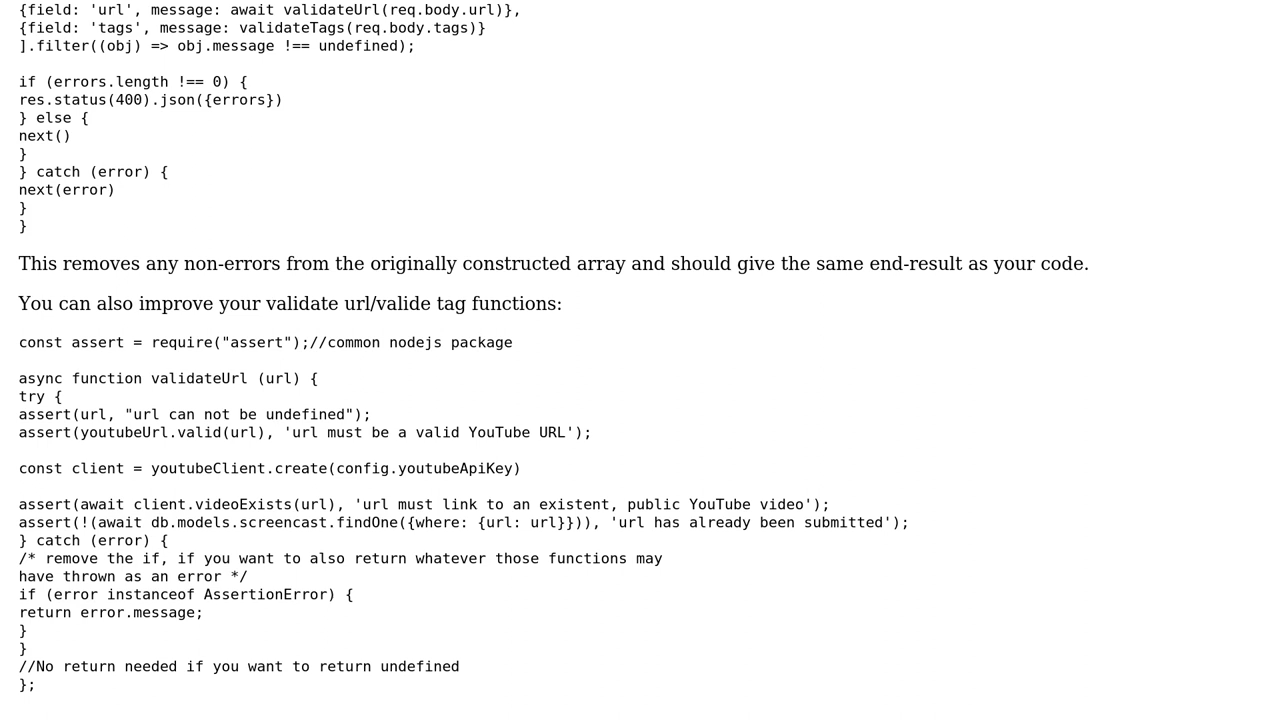 {field: 'url', message: await validateUrl(req.body.url)},
{field: 'tags', message: validateTags(req.body.tags)}
].filter((obj) => obj.message !== undefined);
if (errors.length !== 0) {
res.status(400).json({errors})
} else {
next()
}
} catch (error) {
next(error)
}
}
This removes any non-errors from the originally constructed array and should give the same end-result as your code.
You can also improve your validate url/valide tag functions:
const assert = require("assert");//common nodejs package
async function validateUrl (url) {
try {
assert(url, "url can not be undefined");
assert(youtubeUrl.valid(url), 'url must be a valid YouTube URL');
const client = youtubeClient.create(config.youtubeApiKey)
assert(await client.videoExists(url), 'url must link to an existent, public YouTube video');
assert(!(await db.models.screencast.findOne({where: {url: url}})), 'url has already been submitted');
} catch (error) {
/* remove the if, if you want to also return whatever those functions may
have thrown as an error */
if (error instanceof AssertionError) {
return error.message;
}
}
//No return needed if you want to return undefined
};